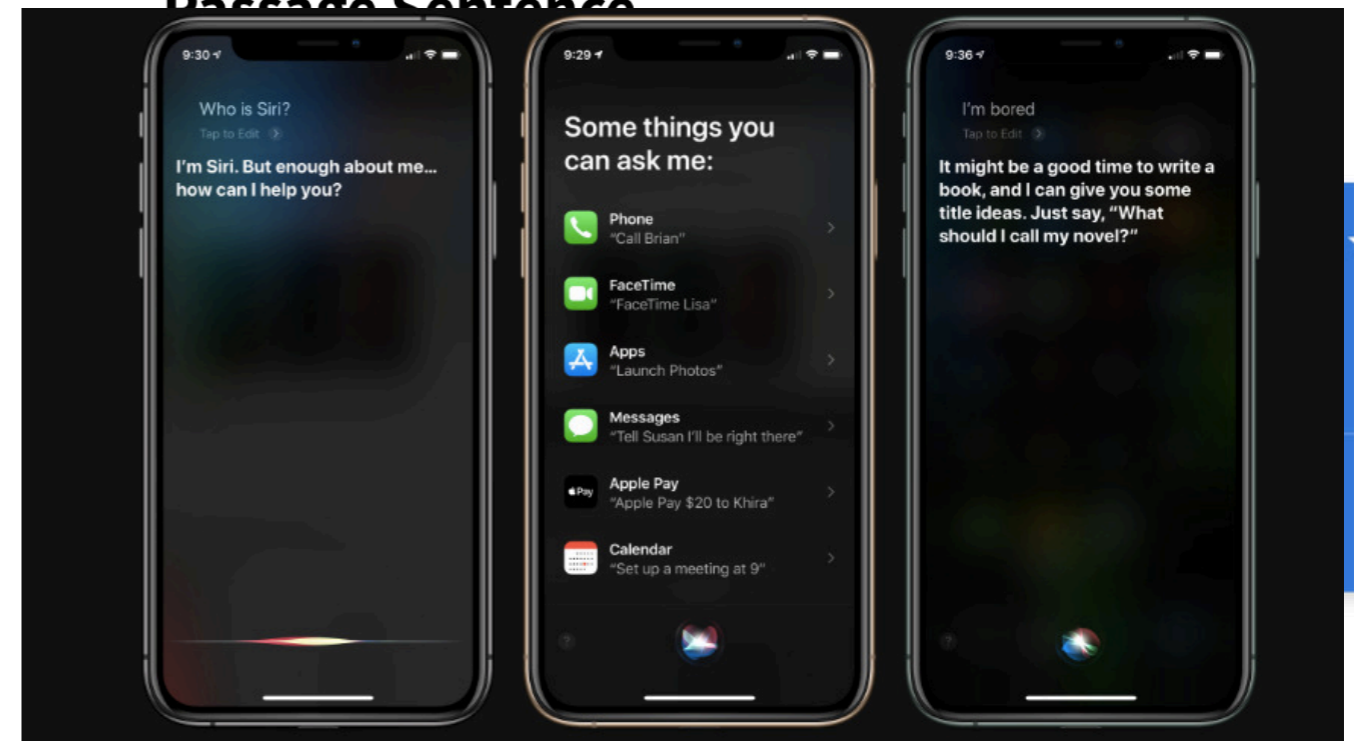 Passage Sentence
9:30
Who is Siri?
Tap to Edit
I'm Siri. But enough about me...
how can I help you?
9:29
Some things you
can ask me:
Phone
"Call Brian"
FaceTime
"FaceTime Lisa"
Apps
"Launch Photos"
Messages
"Tell Susan I'll be right there"
Pay
Apple Pay
"Apple Pay $20 to Khira"
Calendar
"Set up a meeting at 9"
?
9:36
I'm bored
Tap to Edit
It might be a good time to write a
book, and I can give you some
title ideas. Just say, "What
should I call my novel?"
?